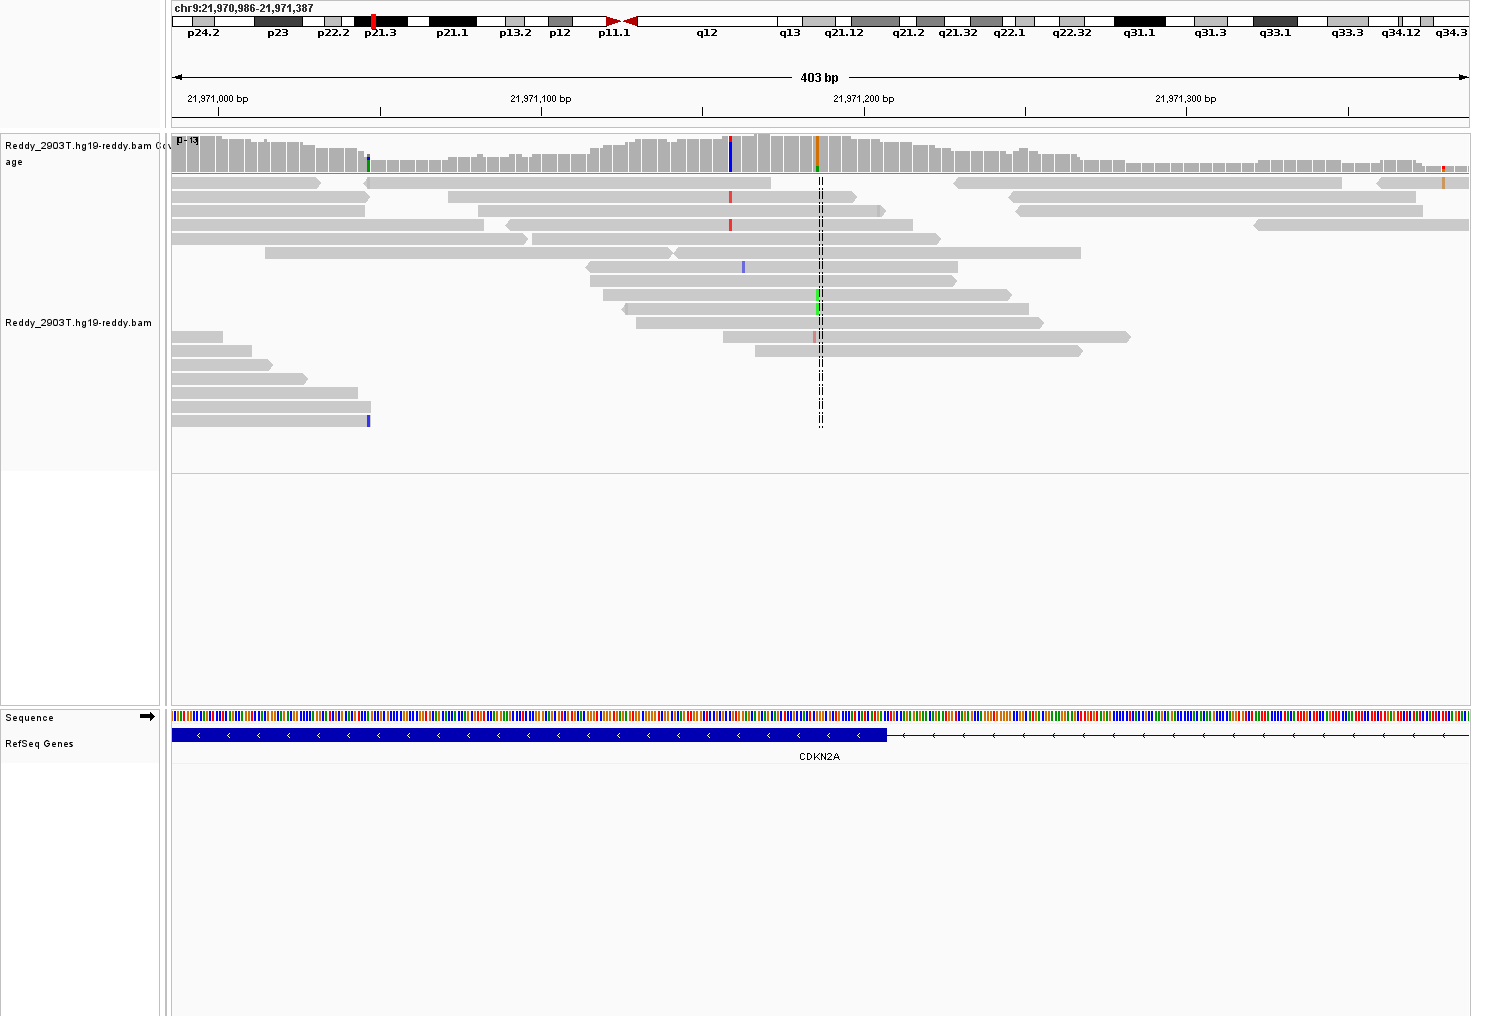 chr9:21,970,986-21,971,387
p24.2 p23 p22.2 p21.3 p21.1 p13.2 p12 p11.1 q12 q13 q21.12 q21.2 q21.32 q22.1 q22.32 q31.1 q31.3 q33.1 q33.3 q34.12 q34.3
403 bp
21,971,000 bp 21,971,100 bp 21,971,200 bp 21,971,300 bp
Reddy_2903T.hg19-reddy.bam Cov
age
[0 - 13]
Reddy_2903T.hg19-reddy.bam
Sequence
RefSeq Genes
CDKN2A